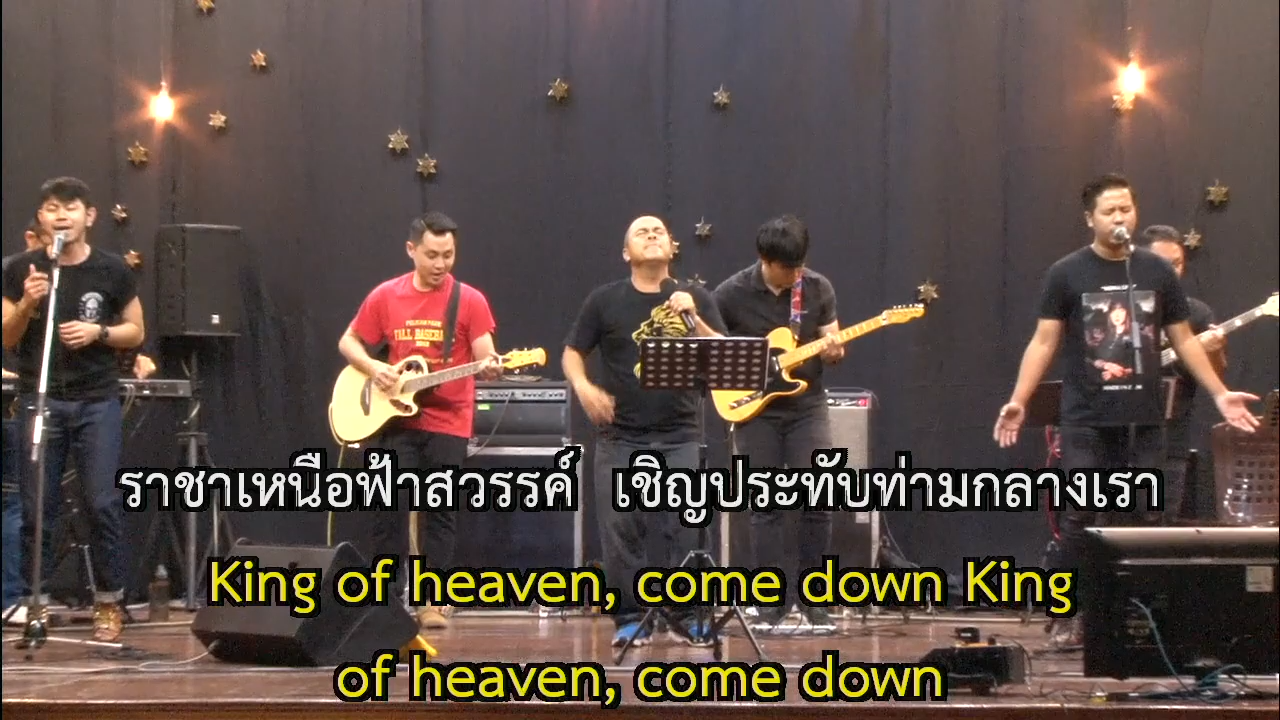 TALL BASEBA
ราชาเหนือฟ้าสวรรค์ เชิญประทับท่ามกลางเรา
King of heaven, come down King
of heaven, come down